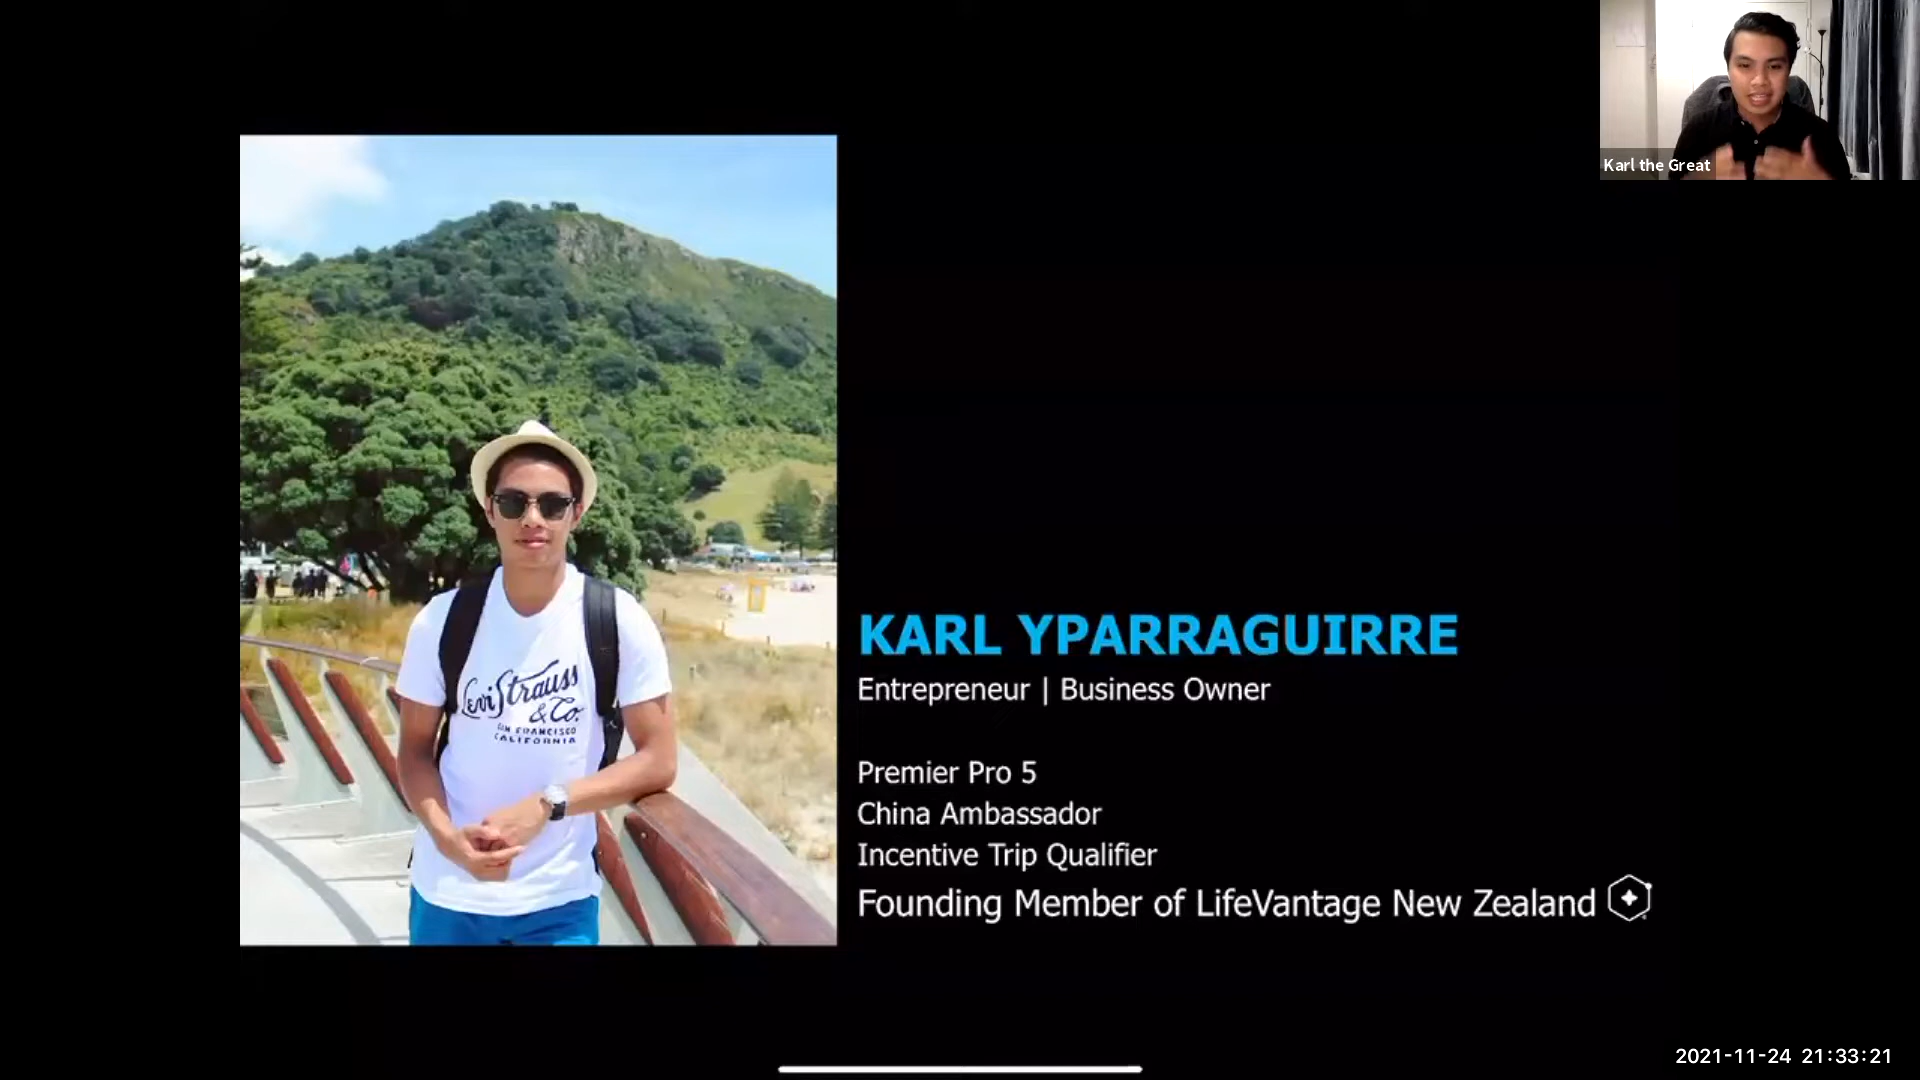 Karl the Great
Levi Strauss
& Co.
SAN FRANCISCO
CALIFORNIA
KARL YPARRAGUIRRE
Entrepreneur | Business Owner
Premier Pro 5
China Ambassador
Incentive Trip Qualifier
Founding Member of LifeVantage New Zealand
2021-11-24 21:33:21